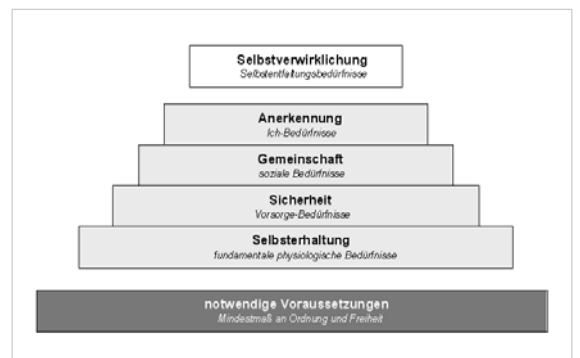 Selbstverwirklichung
Selbstentfaltungsbedürfnisse
Anerkennung
Ich-Bedürfnisse
Gemeinschaft
soziale Bedürfnisse
Sicherheit
Vorsorge-Bedürfnisse
Selbsterhaltung
fundamentale physiologische Bedürfnisse
notwendige Voraussetzungen
Mindestmaß an Ordnung und Freiheit